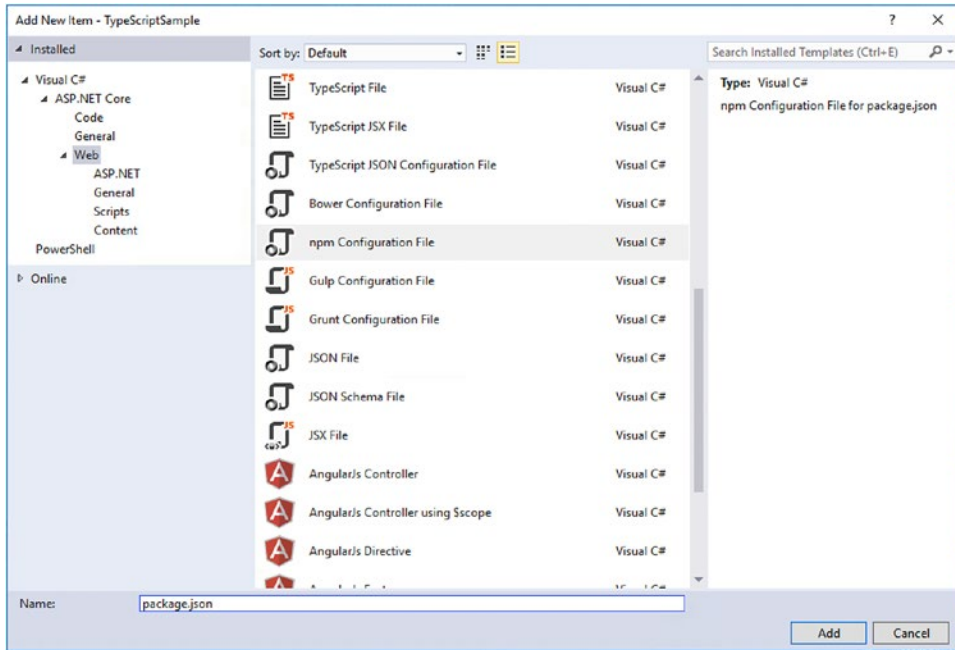 Add New Item - TypeScriptSample
? X
Installed
Sort by: Default
Search Installed Templates (Ctrl+E)
Visual C#
ASP.NET Core
Code
General
Web
ASP.NET
General
Scripts
Content
PowerShell
Online
TypeScript File Visual C#
TypeScript JSX File Visual C#
TypeScript JSON Configuration File Visual C#
Bower Configuration File Visual C#
npm Configuration File Visual C#
Gulp Configuration File Visual C#
Grunt Configuration File Visual C#
JSON File Visual C#
JSON Schema File Visual C#
JSX File Visual C#
AngularJs Controller Visual C#
AngularJs Controller using $scope Visual C#
AngularJs Directive Visual C#
Type: Visual C#
npm Configuration File for package.json
Name: package.json
Add Cancel